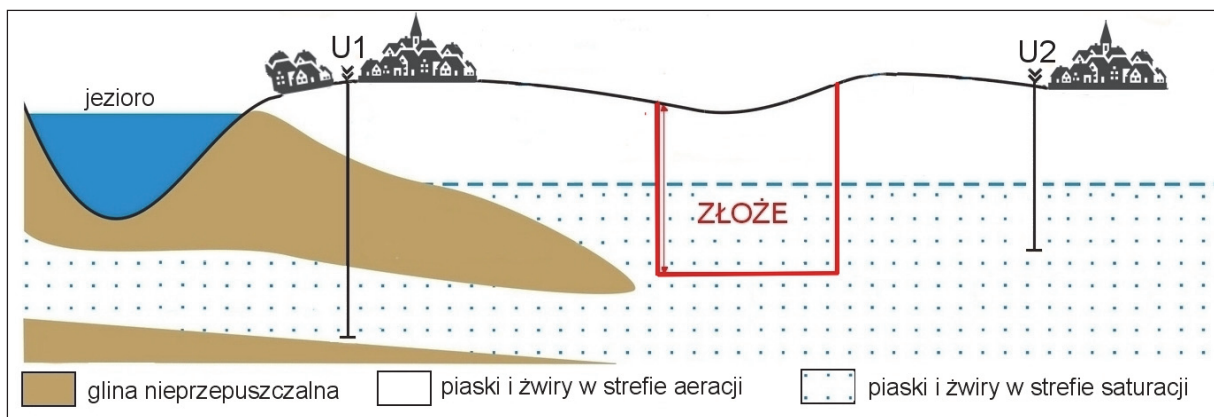 U1
U2
jezioro
ZŁOŻE
glina nieprzepuszczalna
piaski i żwiry w strefie aeracji
piaski i żwiry w strefie saturacji